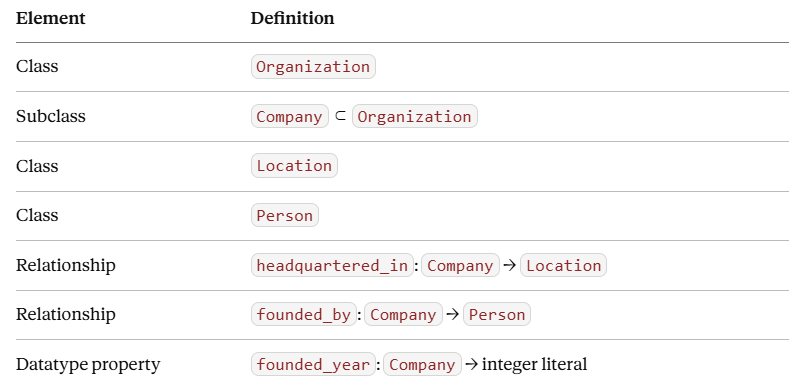 Element Definition
Class Organization
Subclass Company ⊂ Organization
Class Location
Class Person
Relationship headquartered_in: Company → Location
Relationship founded_by: Company → Person
Datatype property founded_year: Company → integer literal